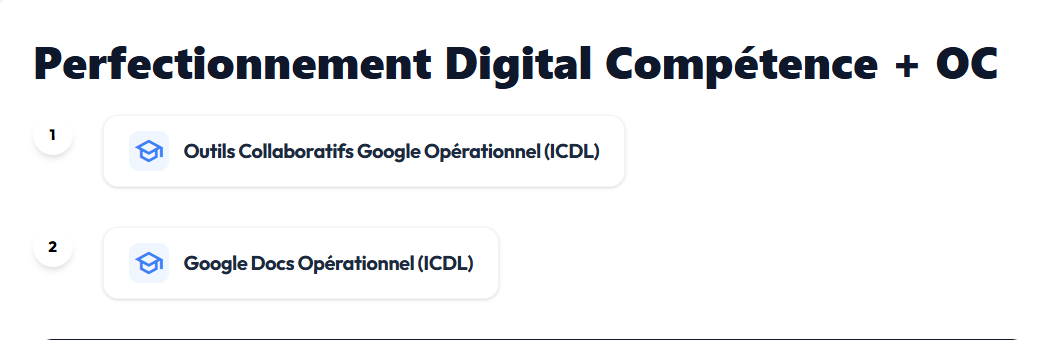 Perfectionnement Digital Compétence + OC
1
Outils Collaboratifs Google Opérationnel (ICDL)
2
Google Docs Opérationnel (ICDL)